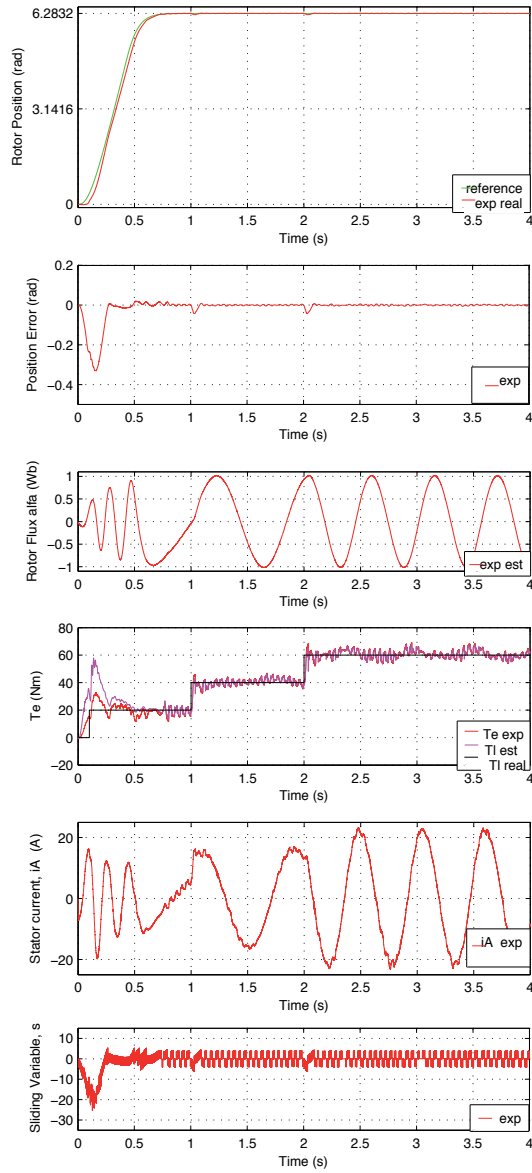 6.2832
3.1416
0
Rotor Position (rad)
reference
exp real
0 0.5 1 1.5 2 2.5 3 3.5 4
Time (s)
0.2
0
−0.2
−0.4
Position Error (rad)
exp
0 0.5 1 1.5 2 2.5 3 3.5 4
Time (s)
1
0.5
0
−0.5
−1
Rotor Flux alfa (Wb)
exp est
0 0.5 1 1.5 2 2.5 3 3.5 4
Time (s)
80
60
40
20
0
−20
Te (Nm)
Te exp
Tl est
Tl real
0 0.5 1 1.5 2 2.5 3 3.5 4
Time (s)
20
0
−20
Stator current, iA (A)
iA exp
0 0.5 1 1.5 2 2.5 3 3.5 4
Time (s)
10
0
−10
−20
−30
Sliding Variable, s
exp
0 0.5 1 1.5 2 2.5 3 3.5 4
Time (s)